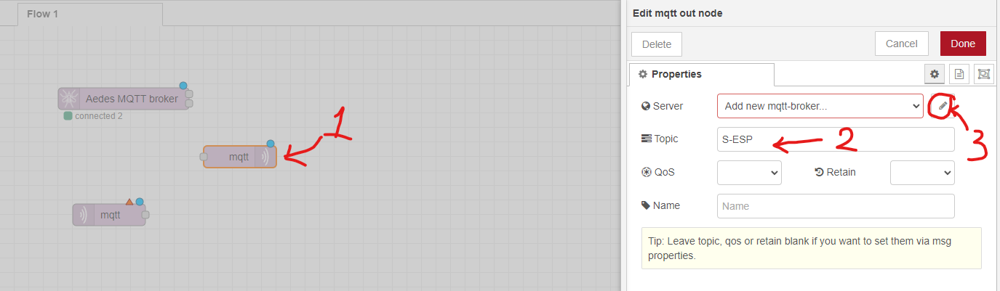 Flow 1
Edit mqtt out node
Delete
Cancel
Done
Properties
Aedes MQTT broker
connected 2
mqtt
mqtt
1
Server
Add new mqtt-broker...
Topic
S-ESP
2
3
QoS
Retain
Name
Name
Tip: Leave topic, qos or retain blank if you want to set them via msg
properties.